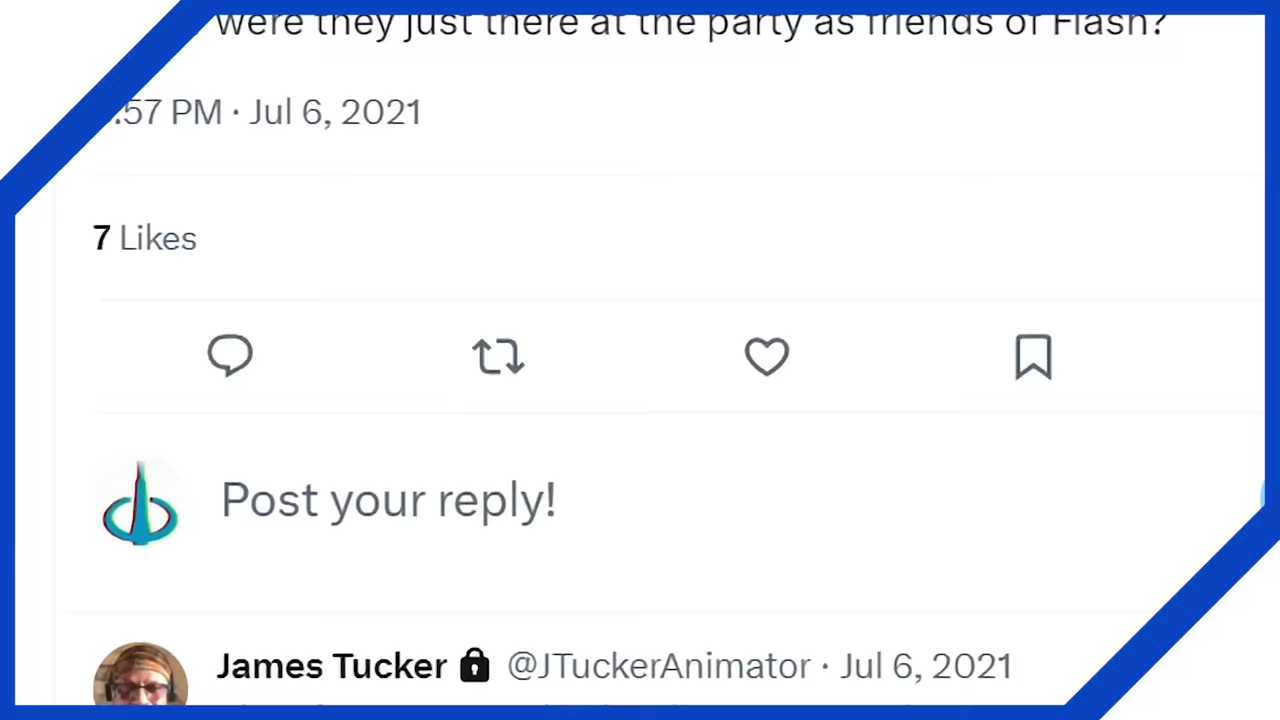 were they just there at the party as friends of Flash?
:57 PM · Jul 6, 2021
7 Likes
Post your reply!
James Tucker @JTuckerAnimator · Jul 6, 2021